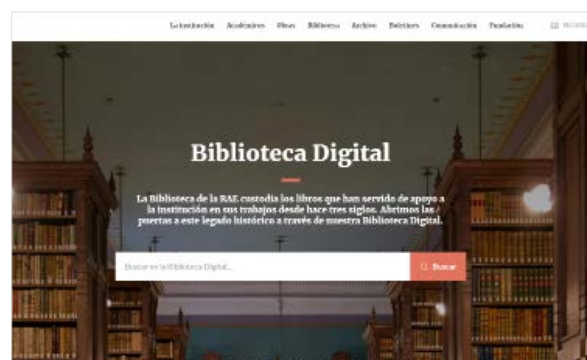 La institución Académicos Obras Biblioteca Archivo Boletines Comunicación Fundación
Biblioteca Digital
La Biblioteca de la RAE custodia los libros que han servido de apoyo a
la institución en sus trabajos desde hace tres siglos. Abrimos las
puertas a este legado histórico a través de nuestra Biblioteca Digital.
Buscar en la Biblioteca Digital...
Buscar